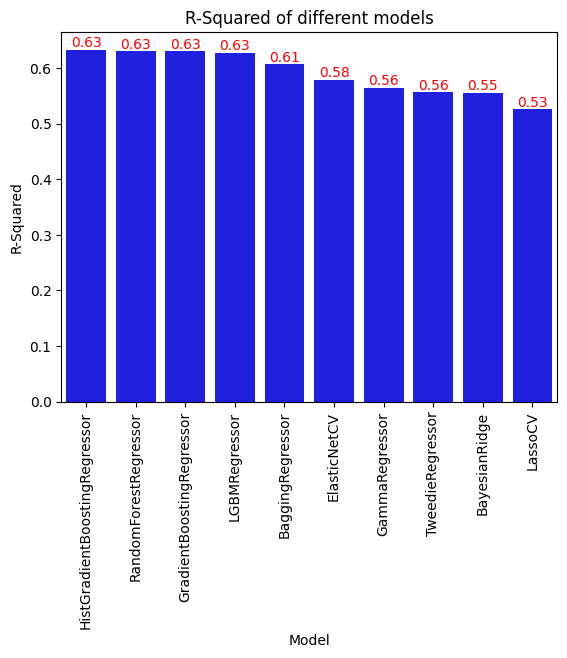 R-Squared of different models
R-Squared
0.6
0.5
0.4
0.3
0.2
0.1
0.0
0.63
0.63
0.63
0.63
0.61
0.58
0.56
0.56
0.55
0.53
HistGradientBoostingRegressor
RandomForestRegressor
GradientBoostingRegressor
LGBMRegressor
BaggingRegressor
ElasticNetCV
GammaRegressor
TweedieRegressor
BayesianRidge
LassoCV
Model